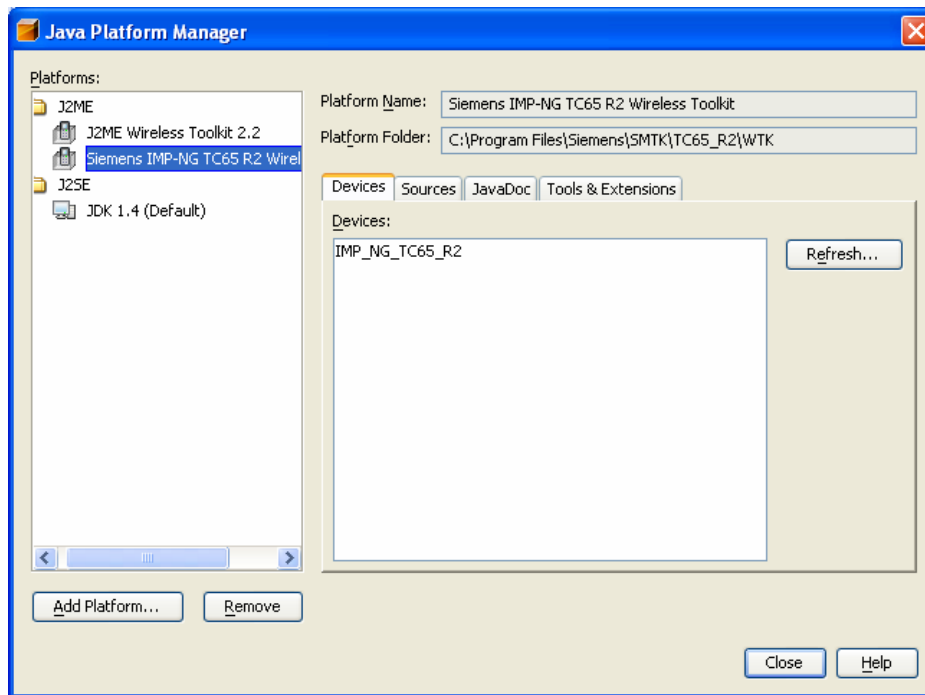 Java Platform Manager
Platforms:
J2ME
J2ME Wireless Toolkit 2.2
Siemens IMP-NG TC65 R2 Wirel
J2SE
JDK 1.4 (Default)
Add Platform...
Remove
Platform Name:
Siemens IMP-NG TC65 R2 Wireless Toolkit
Platform Folder:
C:\Program Files\Siemens\SMTK\TC65_R2\WTK
Devices
Sources
JavaDoc
Tools & Extensions
Devices:
IMP_NG_TC65_R2
Refresh...
Close
Help